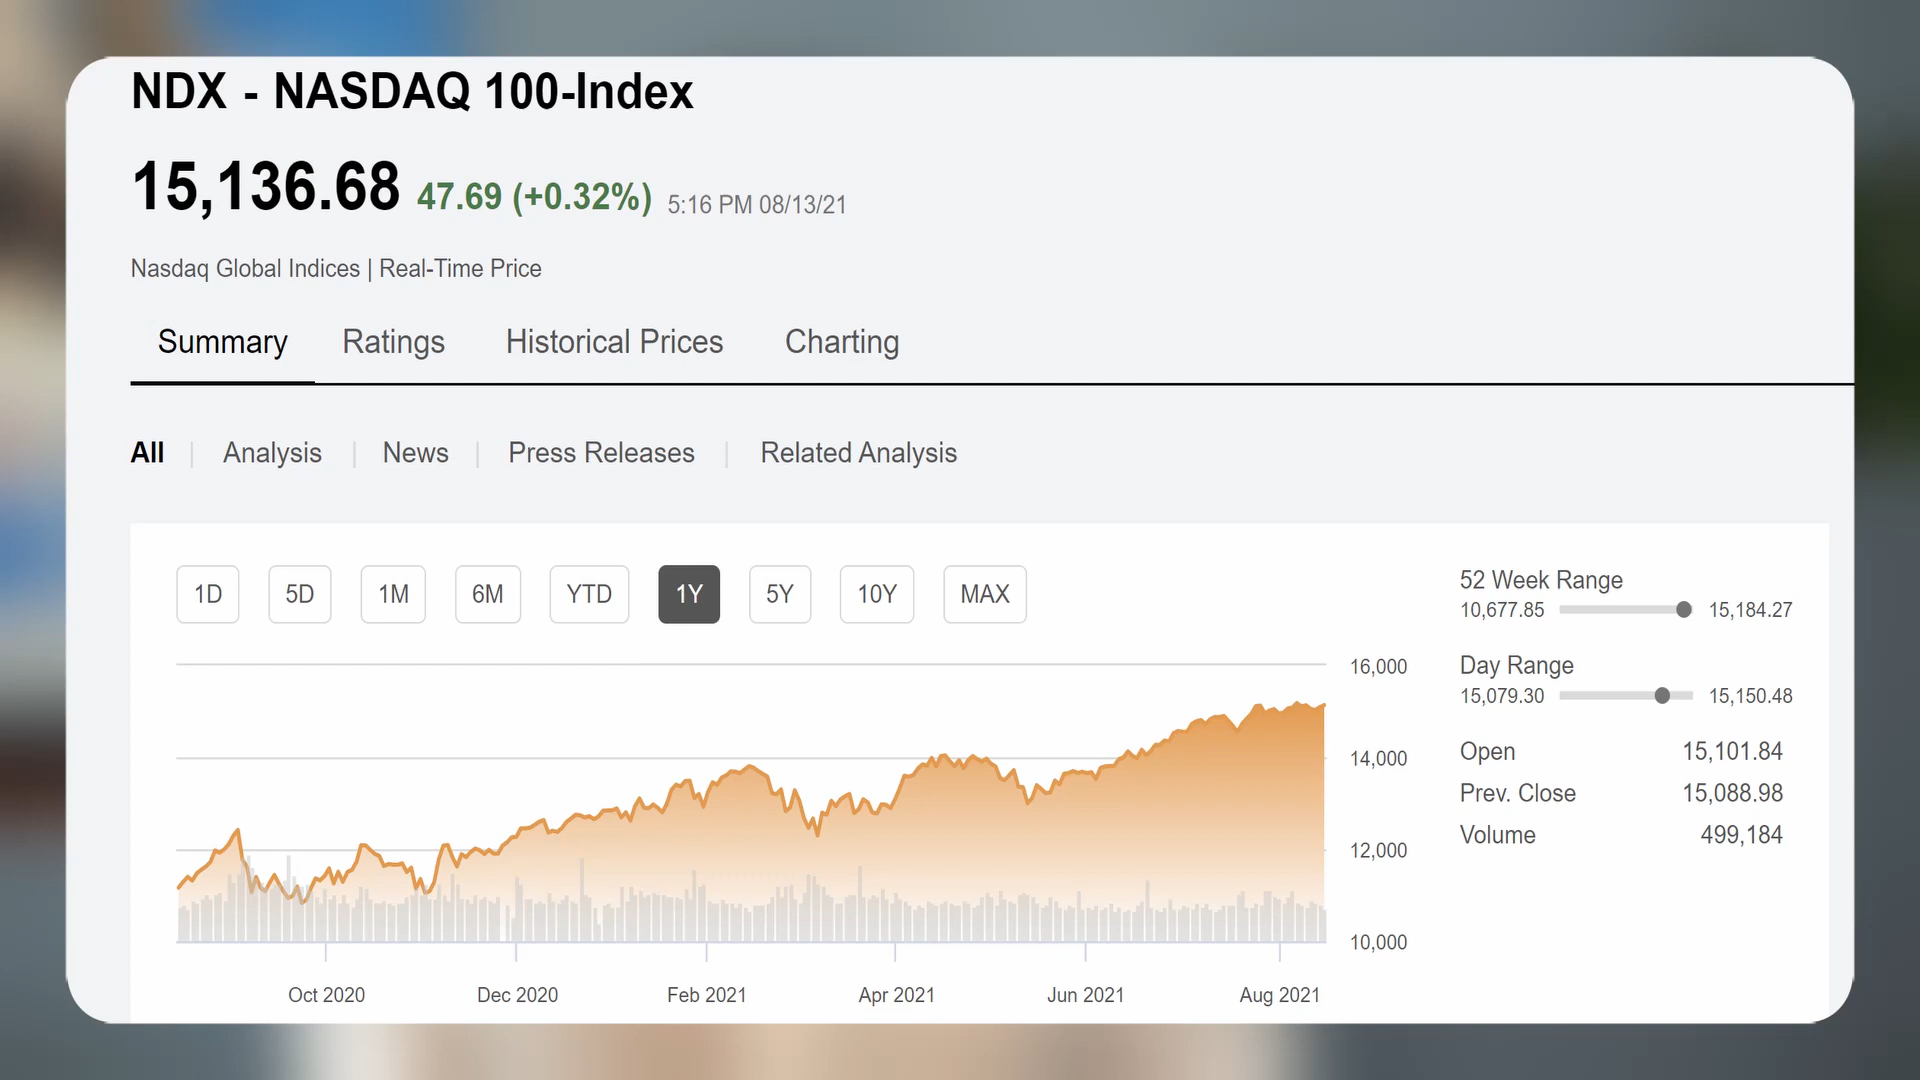 NDX - NASDAQ 100-Index
15,136.68 47.69 (+0.32%) 5:16 PM 08/13/21
Nasdaq Global Indices | Real-Time Price
Summary Ratings Historical Prices Charting
All | Analysis | News | Press Releases | Related Analysis
1D 5D 1M 6M YTD 1Y 5Y 10Y MAX
16,000
14,000
12,000
10,000
Oct 2020 Dec 2020 Feb 2021 Apr 2021 Jun 2021 Aug 2021
52 Week Range
10,677.85 15,184.27
Day Range
15,079.30 15,150.48
Open 15,101.84
Prev. Close 15,088.98
Volume 499,184